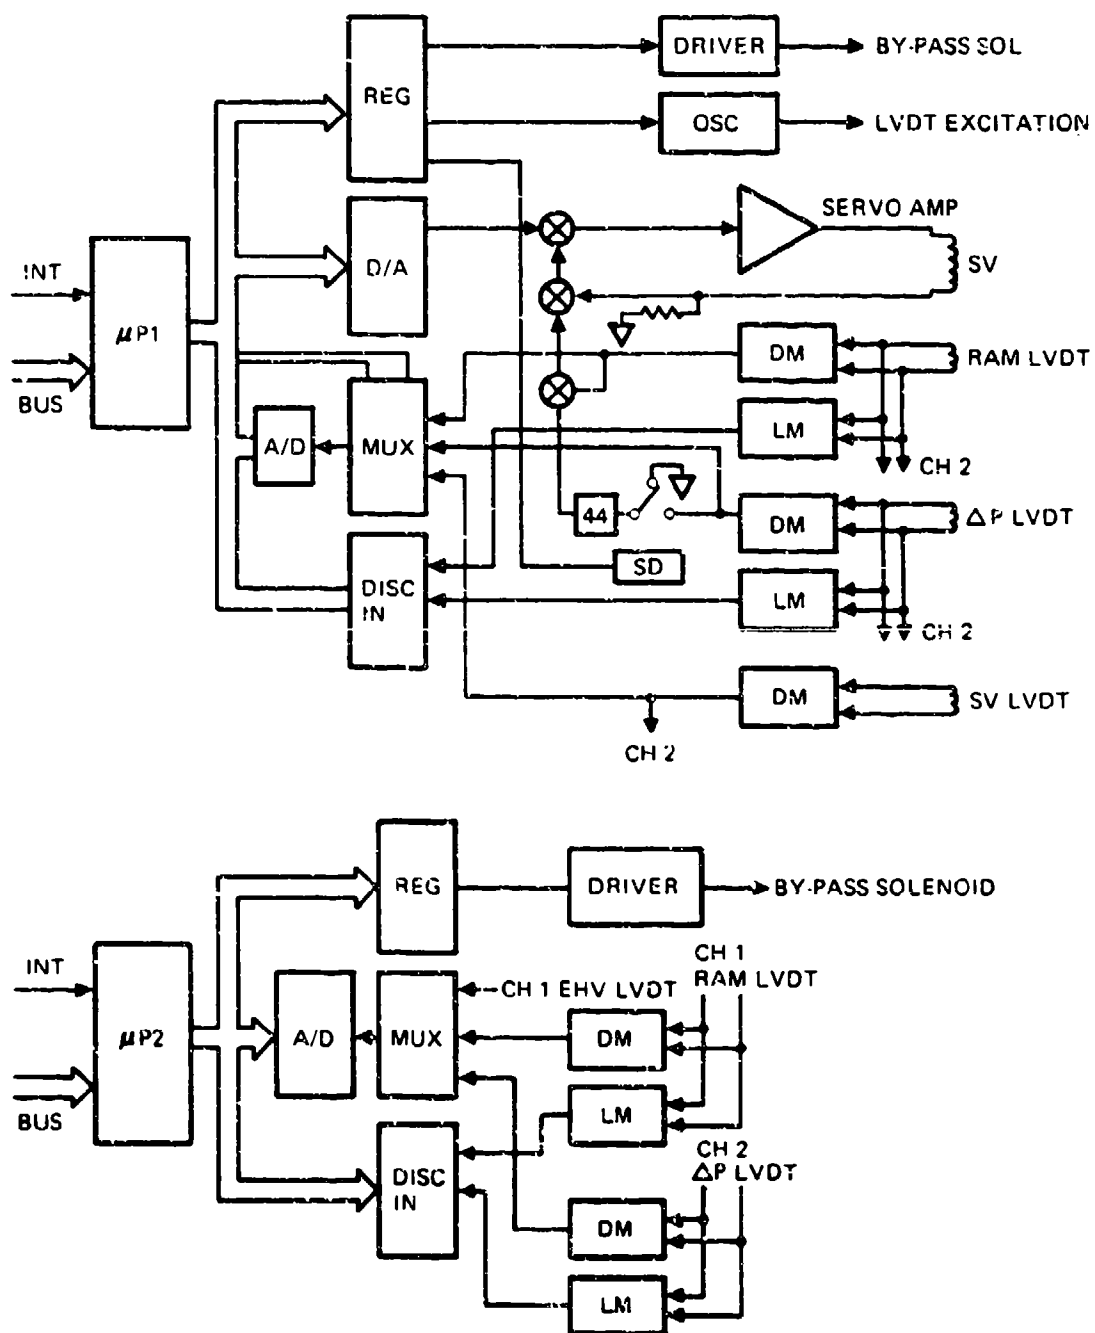 DRIVER
BY-PASS SOL
REG
OSC
LVDT EXCITATION
SERVO AMP
D/A
SV
INT
μP1
BUS
DM
RAM LVDT
LM
A/D
MUX
CH 2
44
DM
ΔP LVDT
SD
DISC
IN
LM
CH 2
DM
SV LVDT
CH 2
REG
DRIVER
BY-PASS SOLENOID
CH 1
RAM LVDT
INT
CH 1 EHV LVDT
μP2
A/D
MUX
DM
BUS
LM
CH 2
ΔP LVDT
DISC
IN
DM
LM